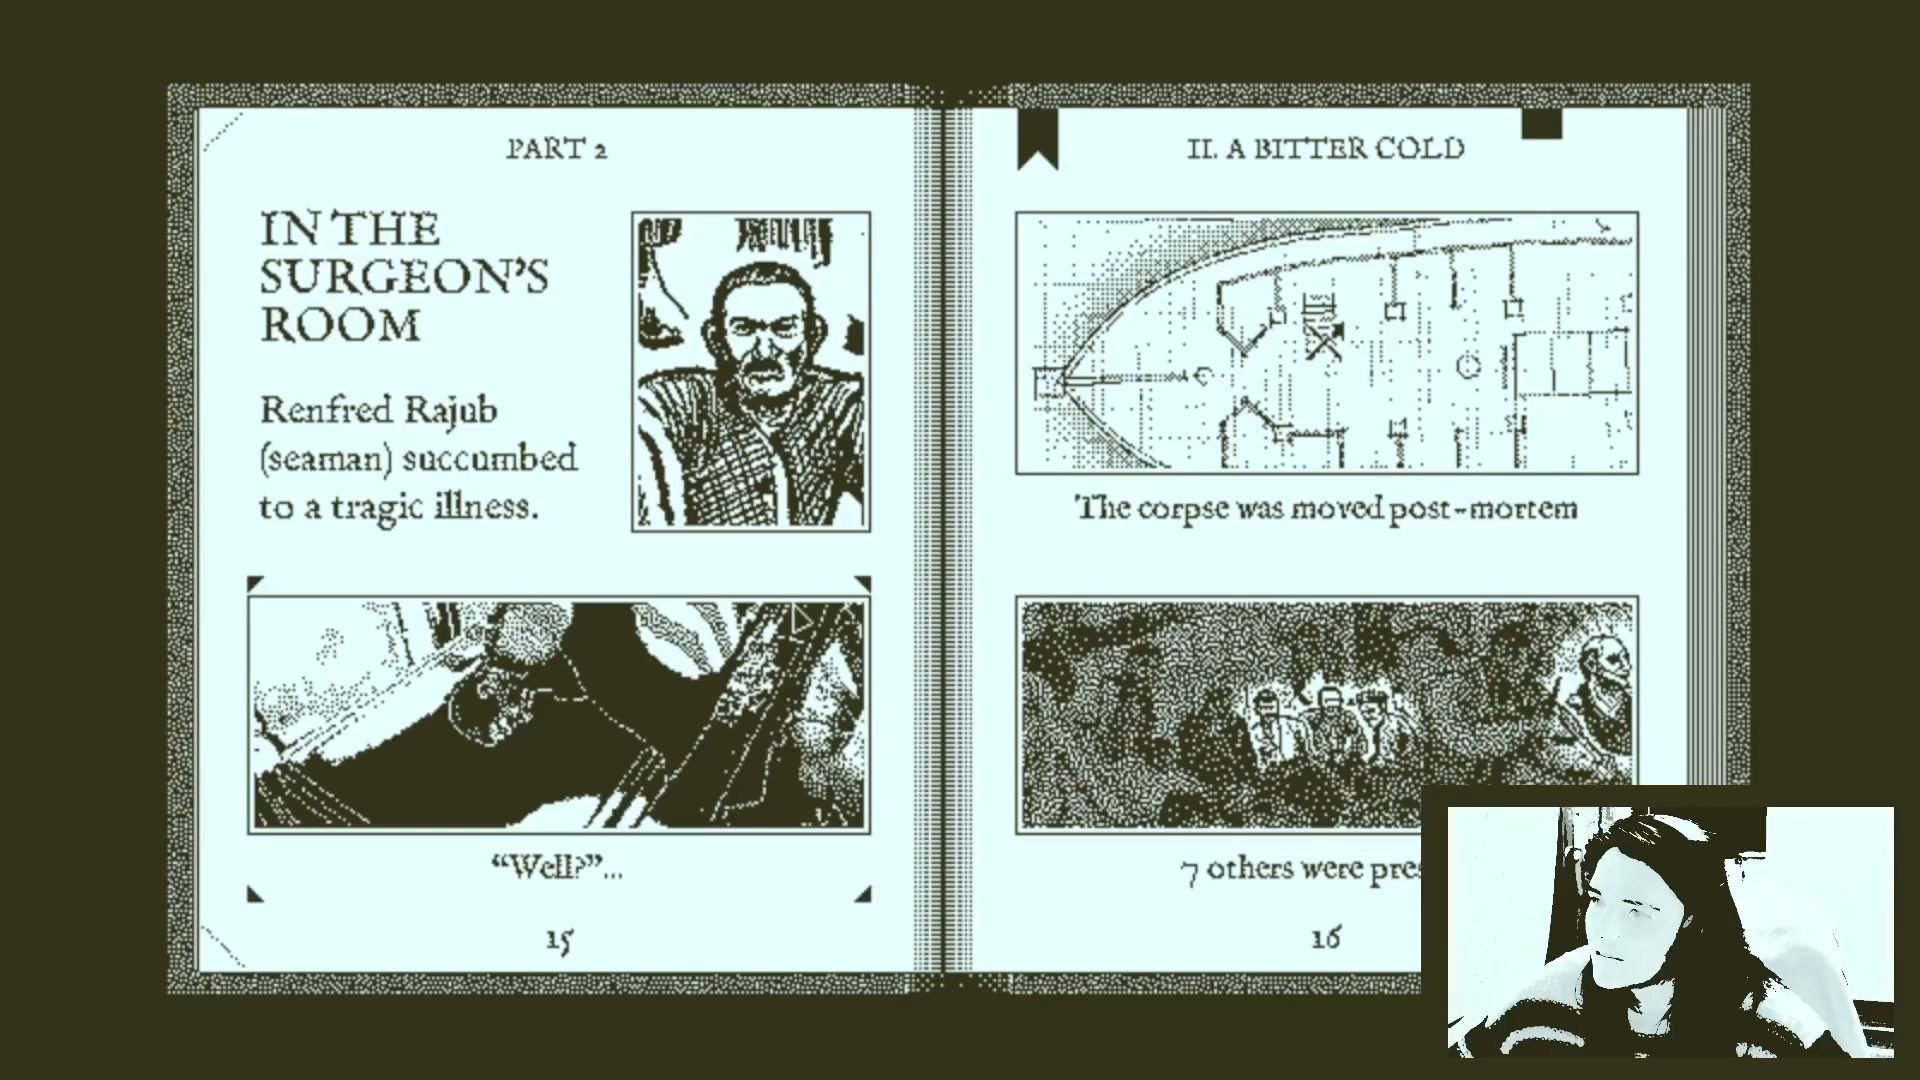 PART 2
IN THE
SURGEON'S
ROOM
Renfred Rajub
(seaman) succumbed
to a tragic illness.
“Well?”...
15
II. A BITTER COLD
The corpse was moved post-mortem
7 others were
16